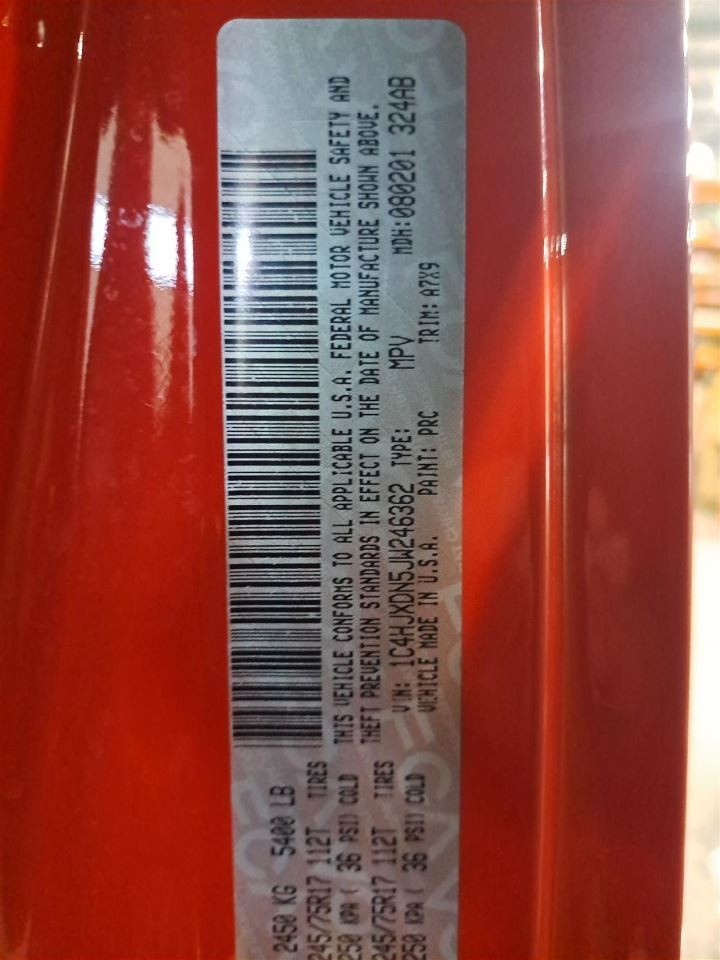 2450 KG 5400 LB
245/75R17 112T TIRES
250 KPA ( 36 PSI) COLD
245/75R17 112T TIRES
250 KPA ( 36 PSI) COLD
THIS VEHICLE CONFORMS TO ALL APPLICABLE U.S.A. FEDERAL MOTOR VEHICLE SAFETY AND
THEFT PREVENTION STANDARDS IN EFFECT ON THE DATE OF MANUFACTURE SHOWN ABOVE.
VIN: 1C4HJXDN5JW246362 TYPE: MPV MDH:080201 324AB
VEHICLE MADE IN U.S.A. PAINT: PRC TRIM: A7X9